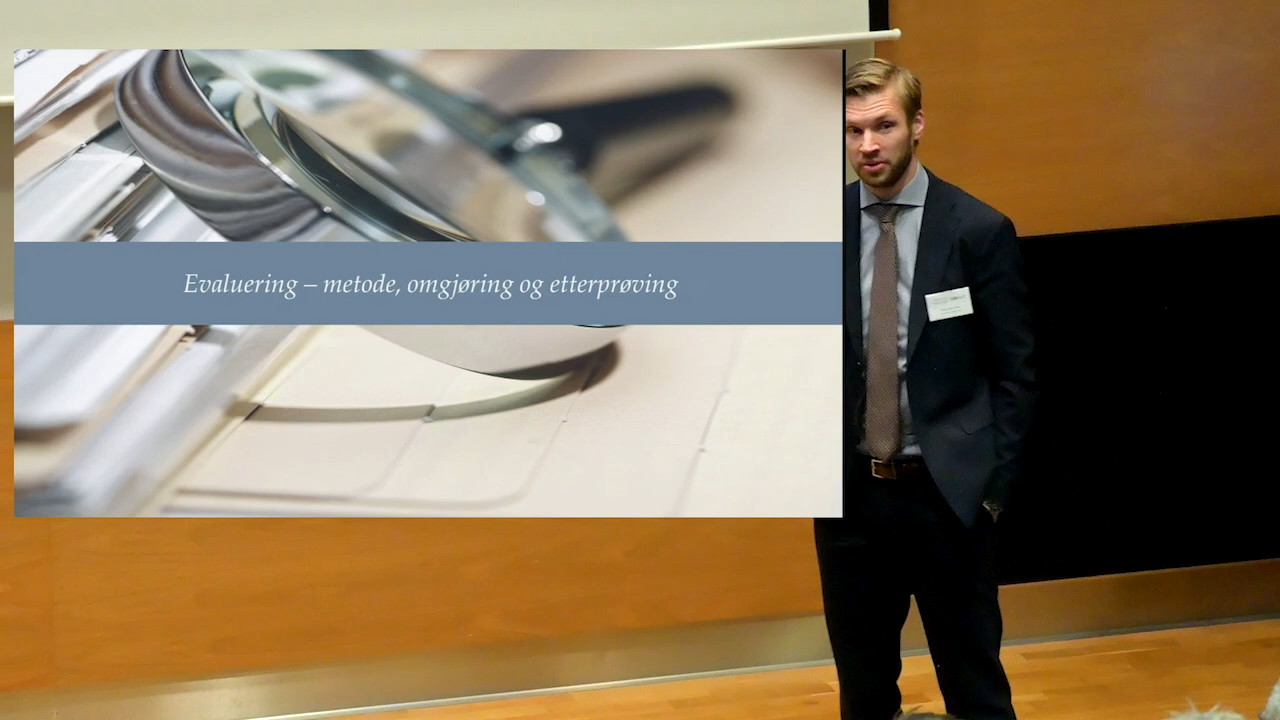 Evaluering – metode, omgjøring og etterprøving